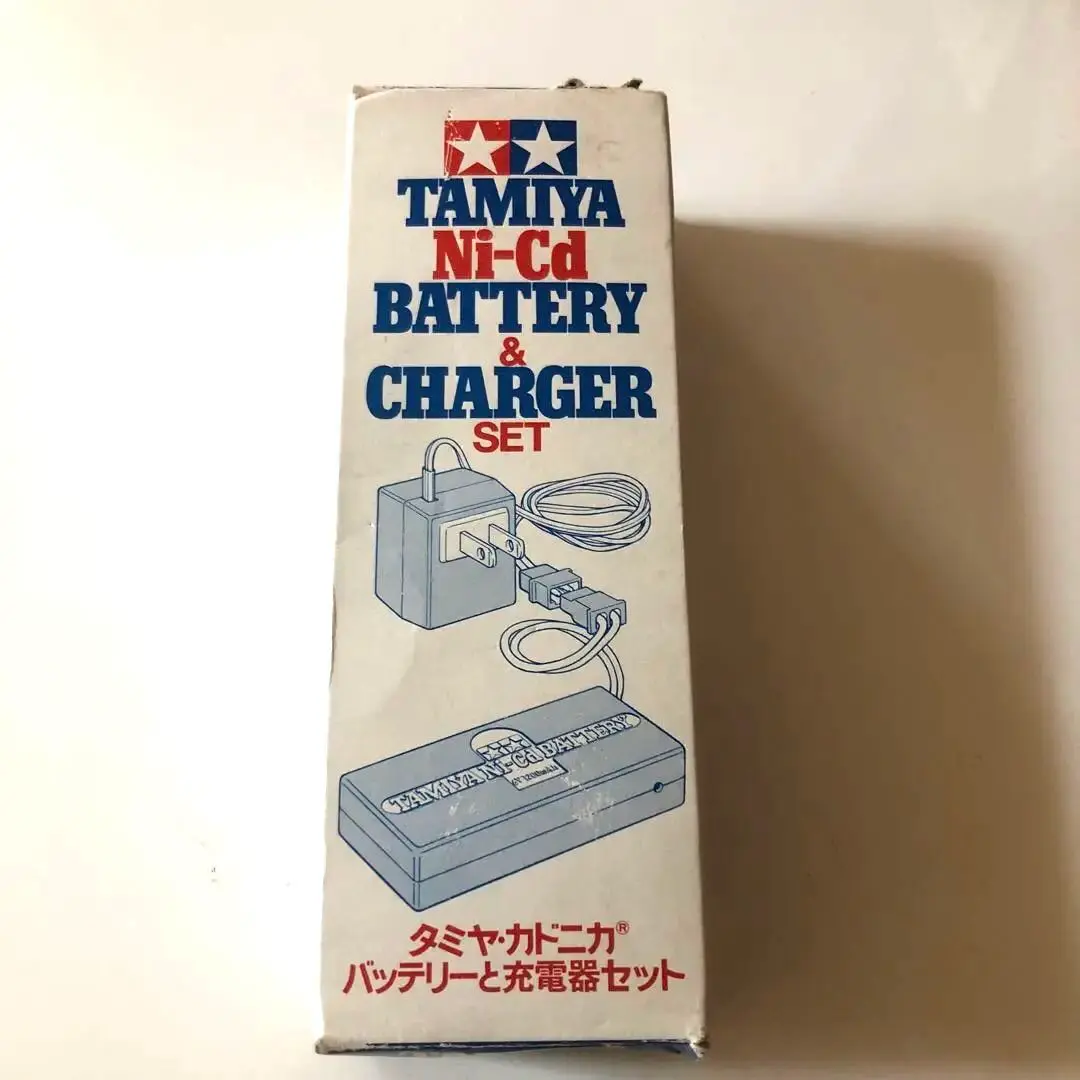 TAMIYA
Ni-Cd
BATTERY
&
CHARGER
SET
TAMIYA Ni-Cd BATTERY
タミヤ・カドニカ®
バッテリーと充電器セット